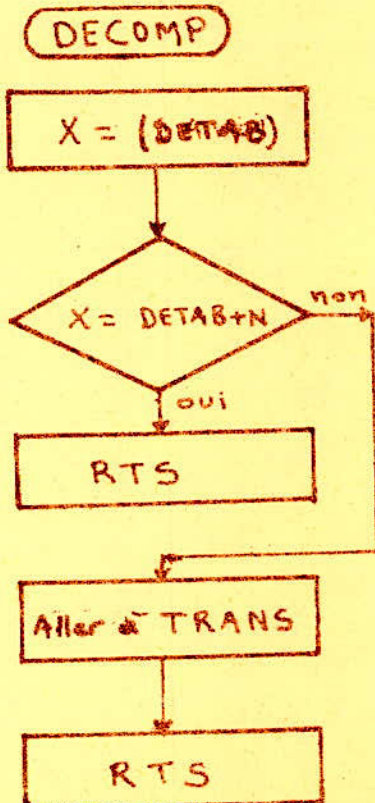 DECOMP
X = (DETAB)
X = DETAB+N
non
oui
RTS
Aller à TRANS
RTS